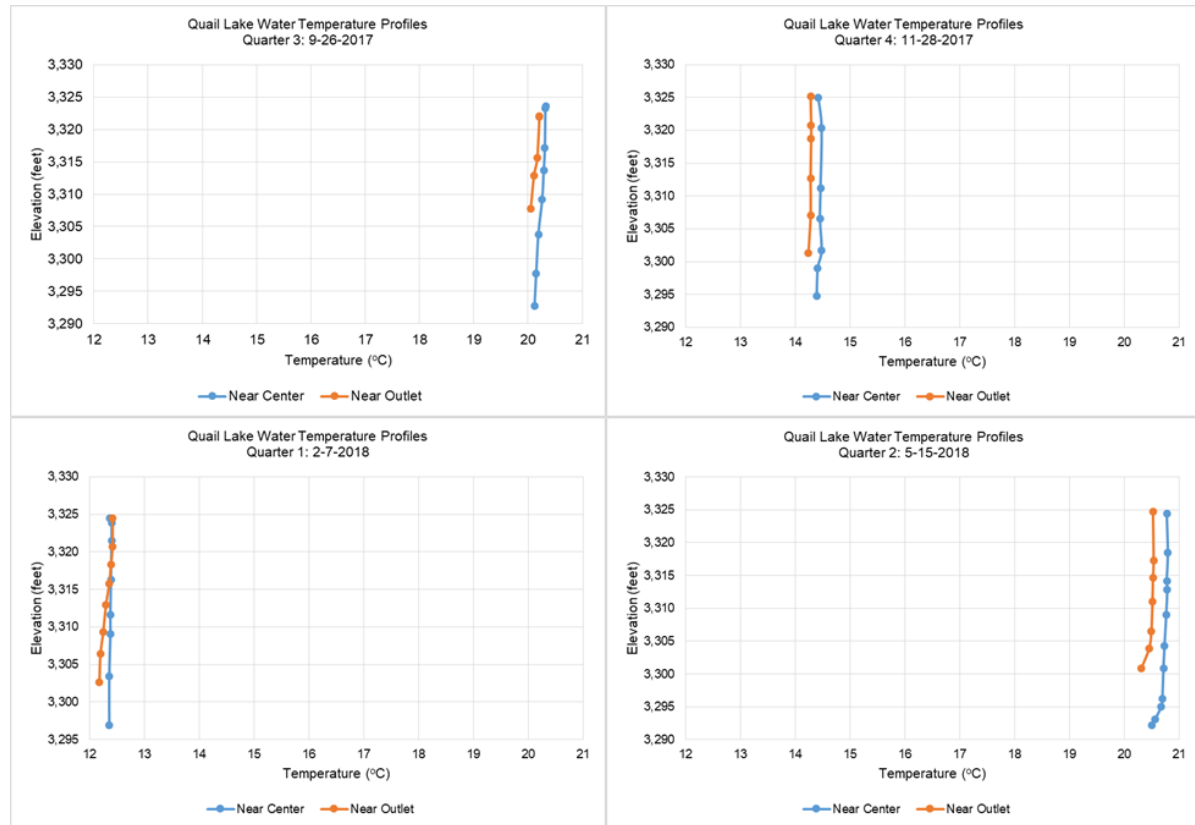 Quail Lake Water Temperature Profiles
Quarter 3: 9-26-2017
3,330
3,325
3,320
3,315
3,310
3,305
3,300
3,295
3,290
Elevation (feet)
12 13 14 15 16 17 18 19 20 21
Temperature (°C)
Near Center Near Outlet
Quail Lake Water Temperature Profiles
Quarter 4: 11-28-2017
3,330
3,325
3,320
3,315
3,310
3,305
3,300
3,295
3,290
Elevation (feet)
12 13 14 15 16 17 18 19 20 21
Temperature (°C)
Near Center Near Outlet
Quail Lake Water Temperature Profiles
Quarter 1: 2-7-2018
3,330
3,325
3,320
3,315
3,310
3,305
3,300
3,295
Elevation (feet)
12 13 14 15 16 17 18 19 20 21
Temperature (°C)
Near Center Near Outlet
Quail Lake Water Temperature Profiles
Quarter 2: 5-15-2018
3,330
3,325
3,320
3,315
3,310
3,305
3,300
3,295
3,290
Elevation (feet)
12 13 14 15 16 17 18 19 20 21
Temperature (°C)
Near Center Near Outlet